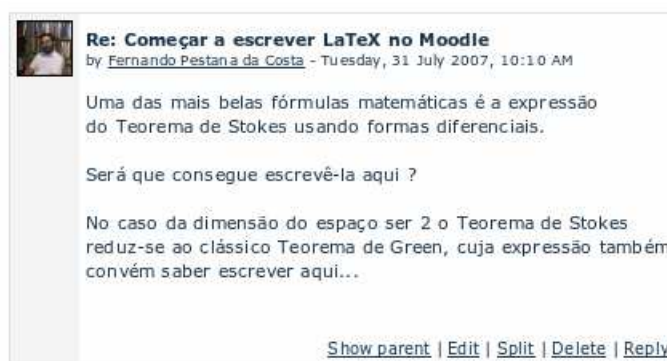 Re: Começar a escrever LaTeX no Moodle
by Fernando Pestana da Costa - Tuesday, 31 July 2007, 10:10 AM
Uma das mais belas fórmulas matemáticas é a expressão
do Teorema de Stokes usando formas diferenciais.
Será que consegue escrevê-la aqui ?
No caso da dimensão do espaço ser 2 o Teorema de Stokes
reduz-se ao clássico Teorema de Green, cuja expressão também
convém saber escrever aqui...
Show parent | Edit | Split | Delete | Reply